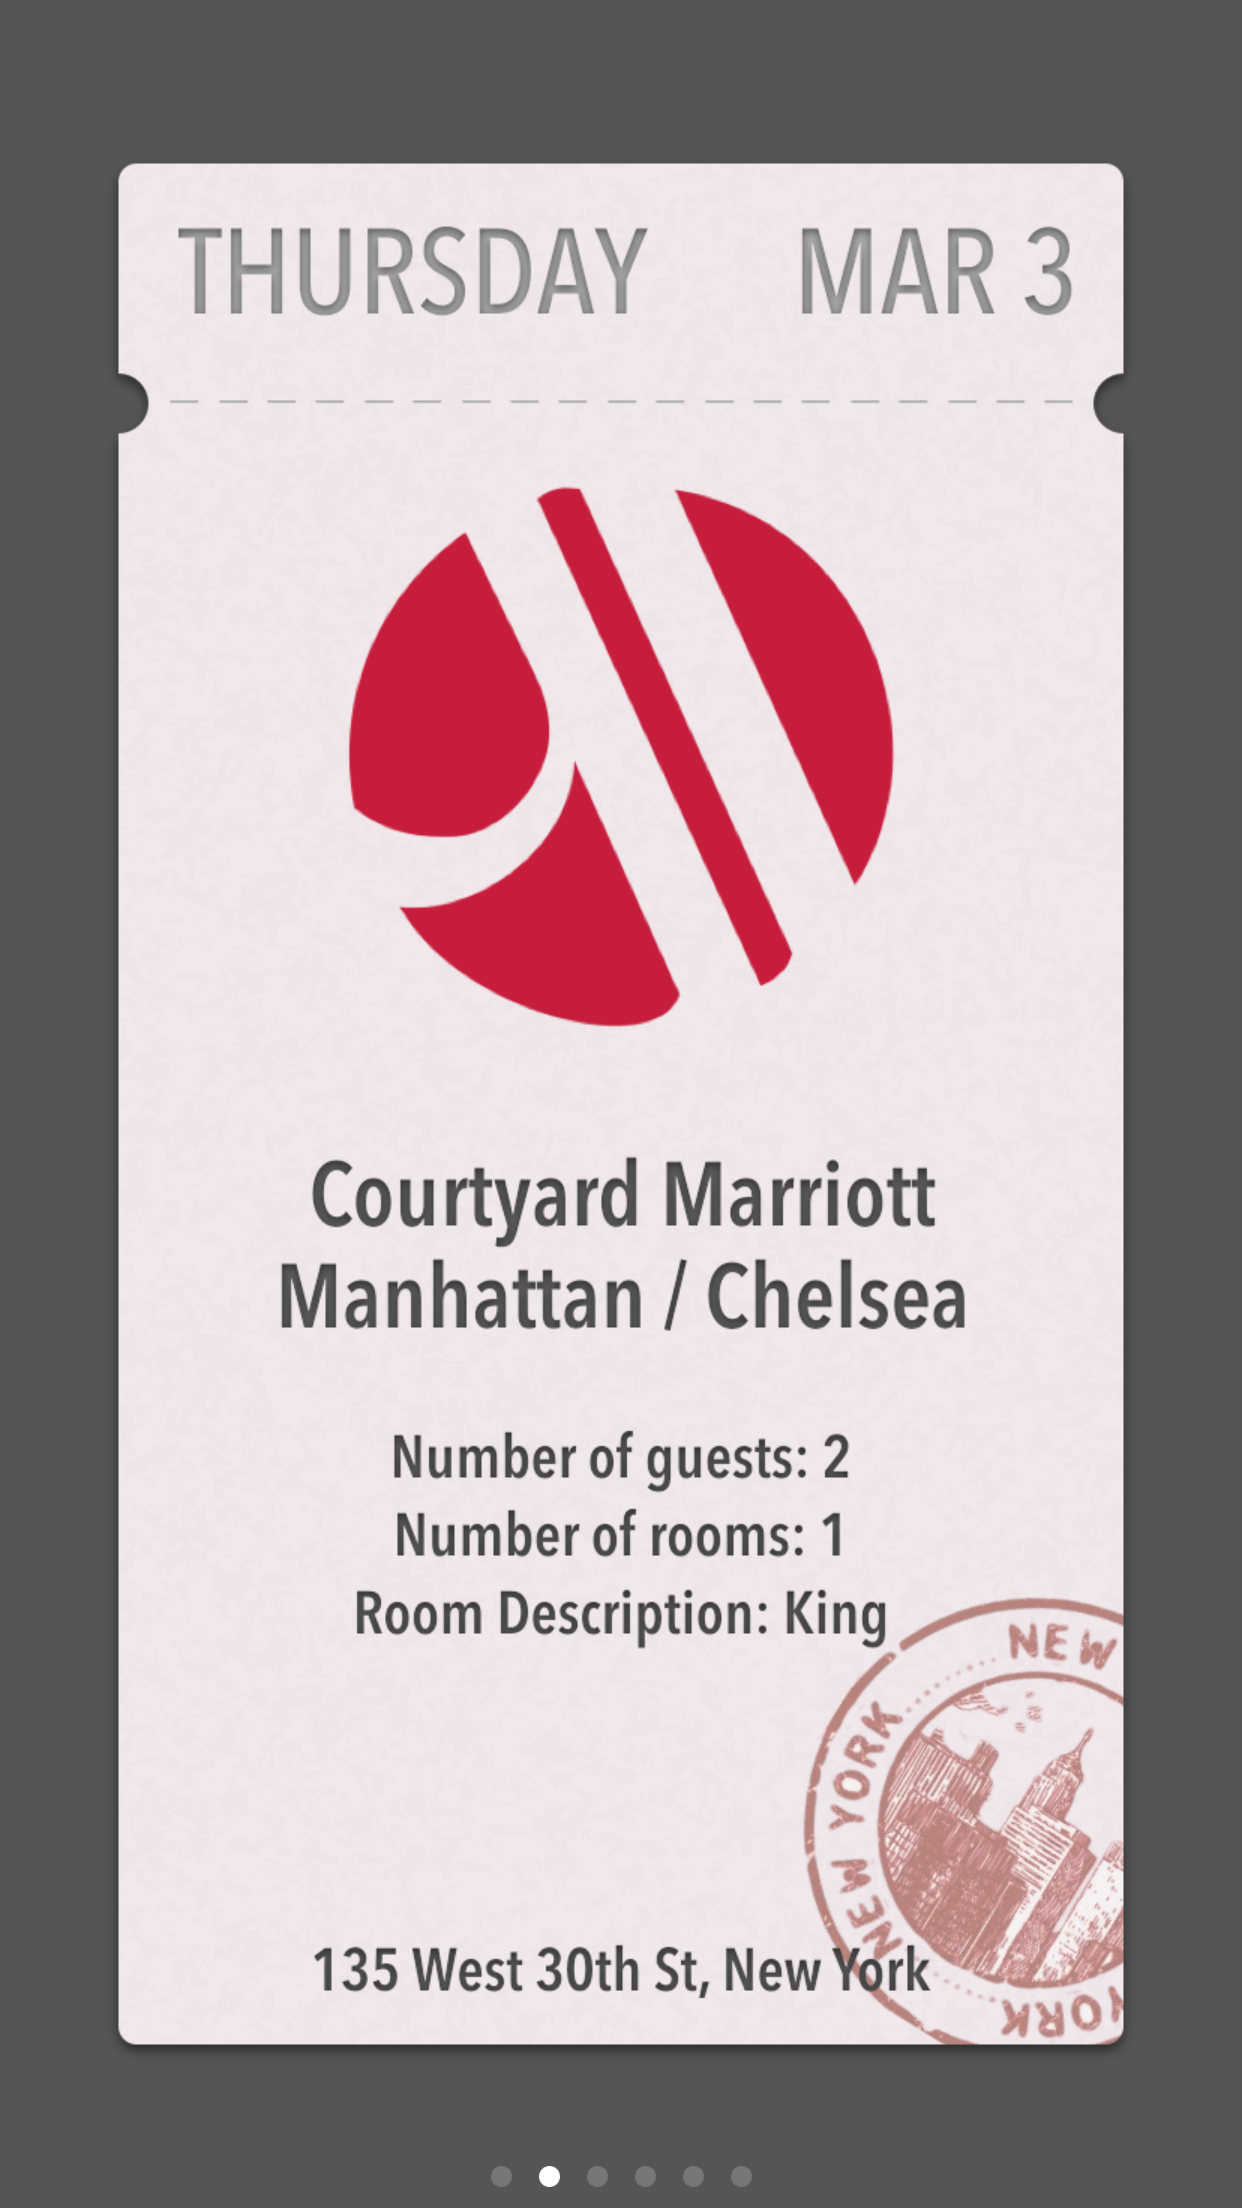 THURSDAY MAR 3
Courtyard Marriott
Manhattan / Chelsea
Number of guests: 2
Number of rooms: 1
Room Description: King
NEW
NEW YORK
YORK
135 West 30th St, New York